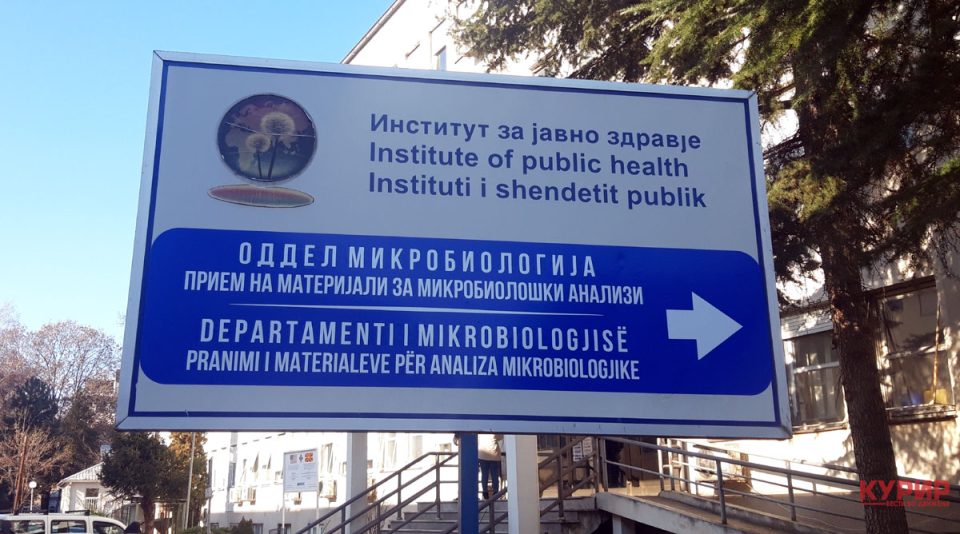 Институт за јавно здравје
Institute of public health
Instituti i shendetit publik
ОДДЕЛ МИКРОБИОЛОГИЈА
ПРИЕМ НА МАТЕРИЈАЛИ ЗА МИКРОБИОЛОШКИ АНАЛИЗИ
DEPARTAMENTI I MIKROBIOLOGJISË
PRANIMI I MATERIALEVE PËR ANALIZA MIKROBIOLOGJIKE
КУРИР